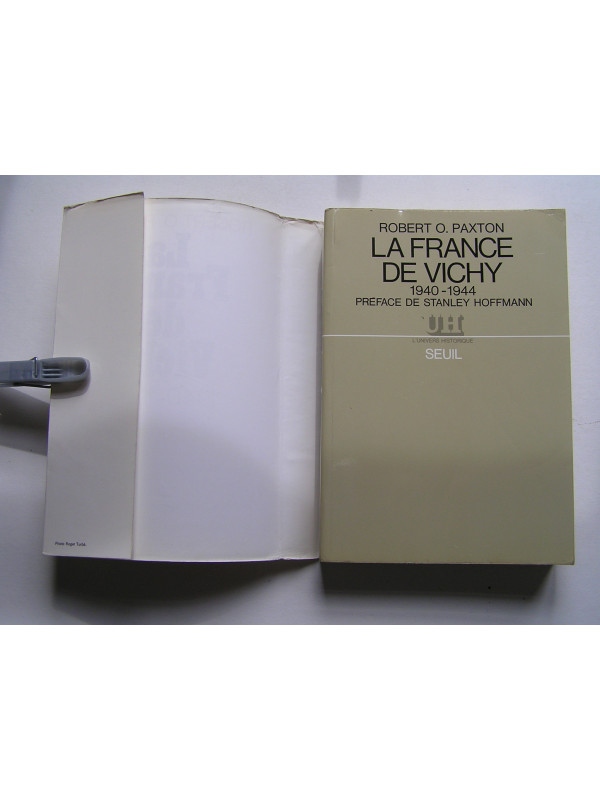 ROBERT O. PAXTON
LA FRANCE
DE VICHY
1940-1944
PRÉFACE DE STANLEY HOFFMANN
UH
L'UNIVERS HISTORIQUE
SEUIL